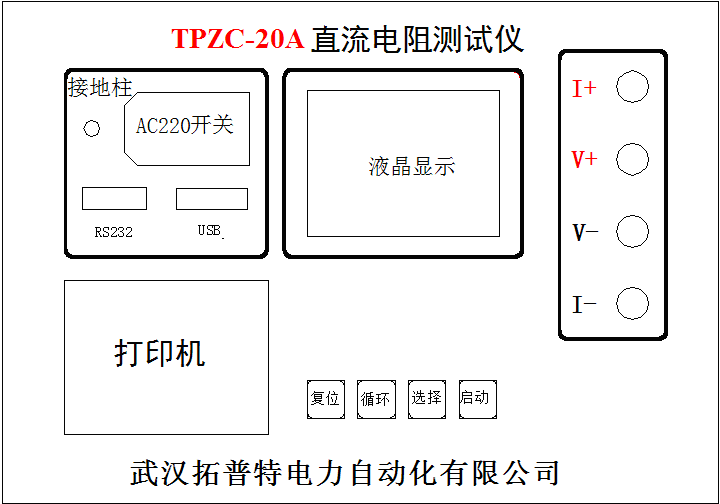 TPZC-20A 直流电阻测试仪
接地柱
AC220开关
RS232
USB
液晶显示
I+
V+
V-
I-
打印机
复位
循环
选择
启动
武汉拓普特电力自动化有限公司